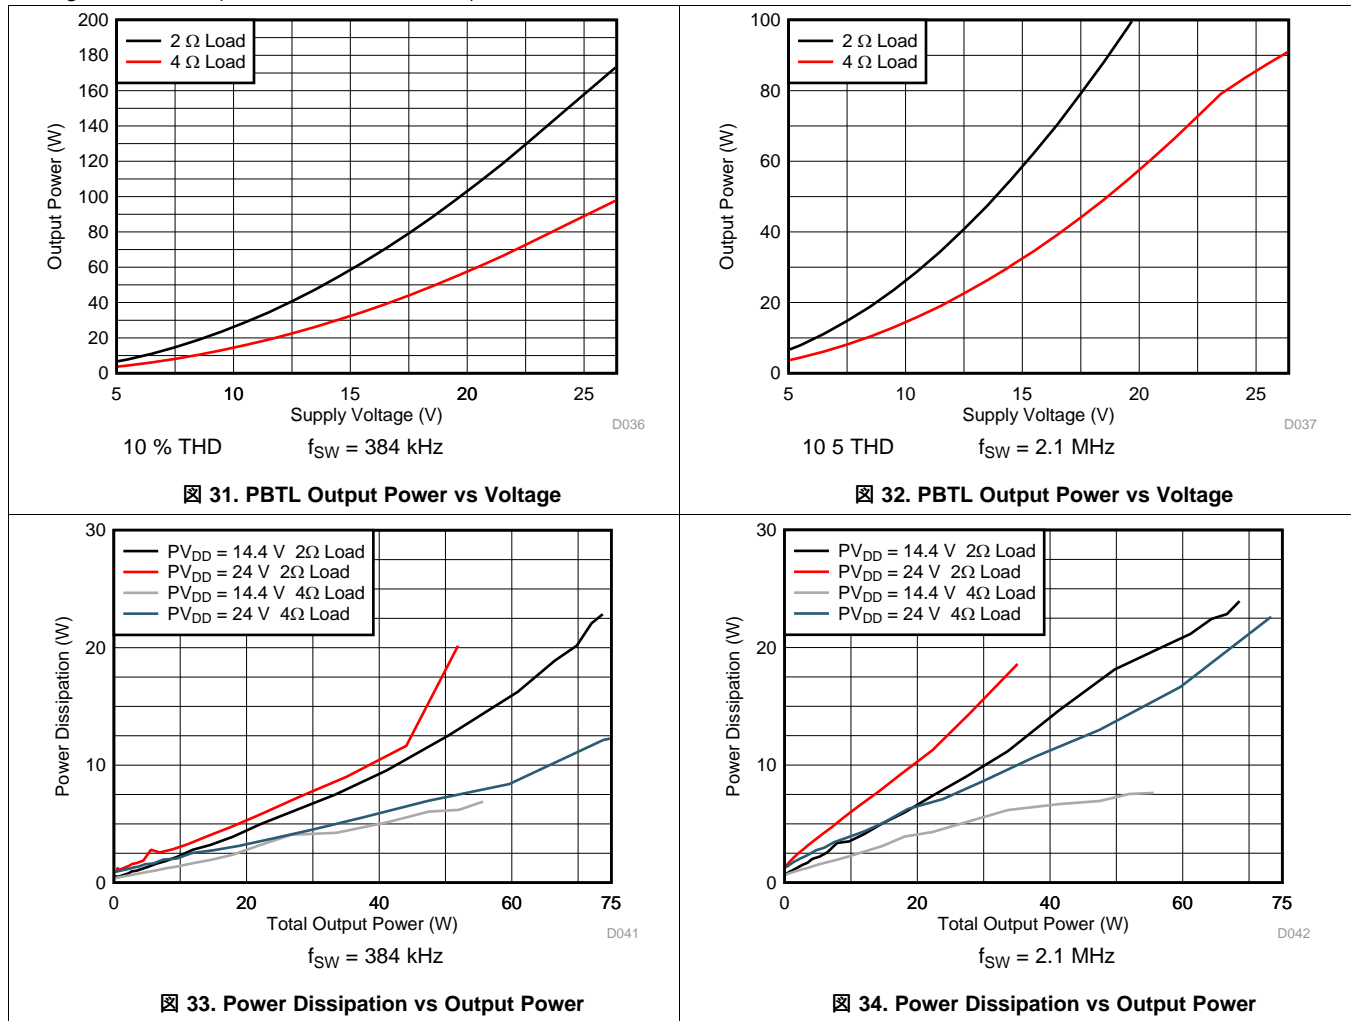 200
180
160
140
120
100
80
60
40
20
0
Output Power (W)
2 Ω Load
4 Ω Load
5 10 15 20 25
Supply Voltage (V)
D036
10 % THD fSW = 384 kHz
図 31. PBTL Output Power vs Voltage
100
80
60
40
20
0
Output Power (W)
2 Ω Load
4 Ω Load
5 10 15 20 25
Supply Voltage (V)
D037
10 5 THD fSW = 2.1 MHz
図 32. PBTL Output Power vs Voltage
30
20
10
0
Power Dissipation (W)
PVDD = 14.4 V 2Ω Load
PVDD = 24 V 2Ω Load
PVDD = 14.4 V 4Ω Load
PVDD = 24 V 4Ω Load
0 20 40 60 75
Total Output Power (W)
D041
fSW = 384 kHz
図 33. Power Dissipation vs Output Power
30
20
10
0
Power Dissipation (W)
PVDD = 14.4 V 2Ω Load
PVDD = 24 V 2Ω Load
PVDD = 14.4 V 4Ω Load
PVDD = 24 V 4Ω Load
0 20 40 60 75
Total Output Power (W)
D042
fSW = 2.1 MHz
図 34. Power Dissipation vs Output Power